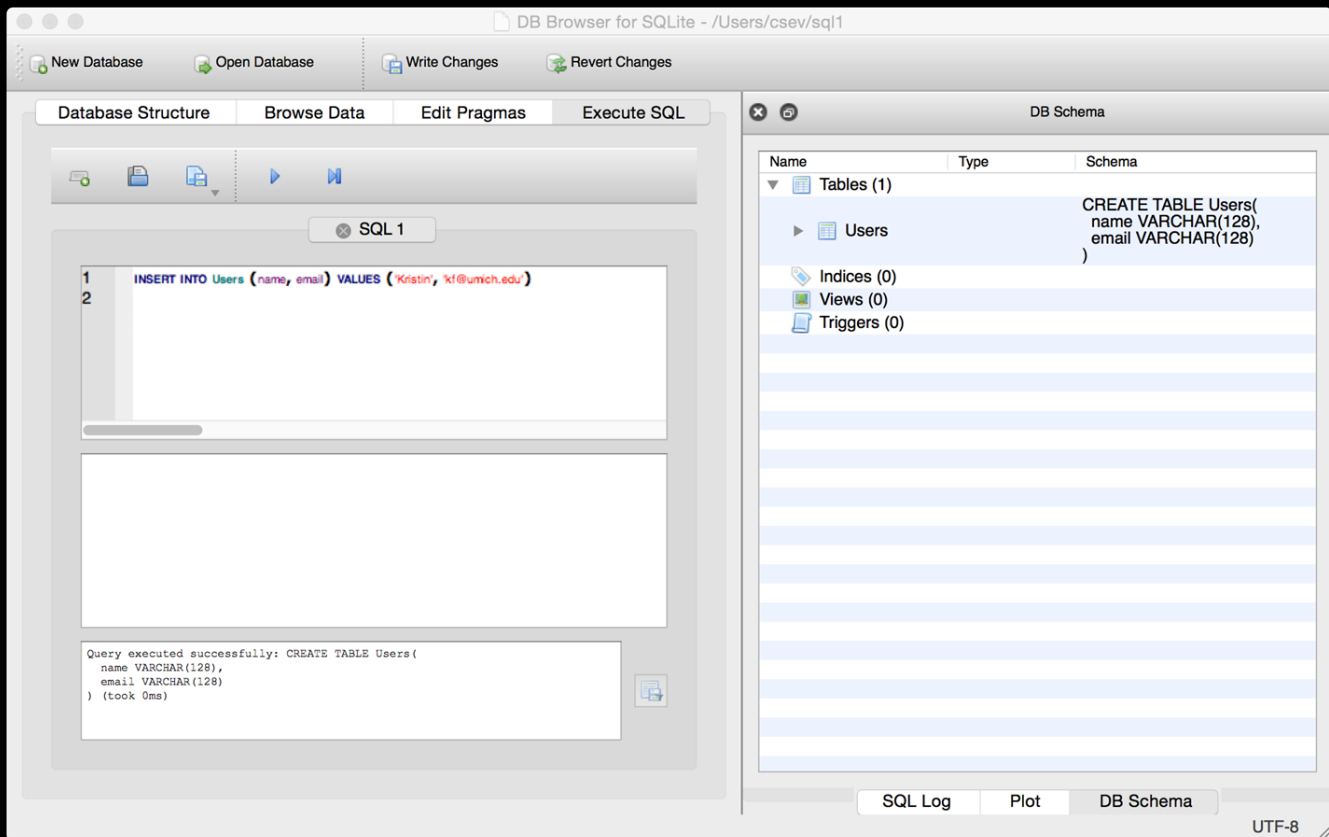 DB Browser for SQLite - /Users/csev/sql1
New Database Open Database Write Changes Revert Changes
Database Structure Browse Data Edit Pragmas Execute SQL
SQL 1
1 INSERT INTO Users (name, email) VALUES ('Kristin', 'kf@umich.edu')
2
Query executed successfully: CREATE TABLE Users(
name VARCHAR(128),
email VARCHAR(128)
) (took 0ms)
DB Schema
Name Type Schema
Tables (1)
Users
CREATE TABLE Users(
name VARCHAR(128),
email VARCHAR(128)
)
Indices (0)
Views (0)
Triggers (0)
SQL Log Plot DB Schema
UTF-8